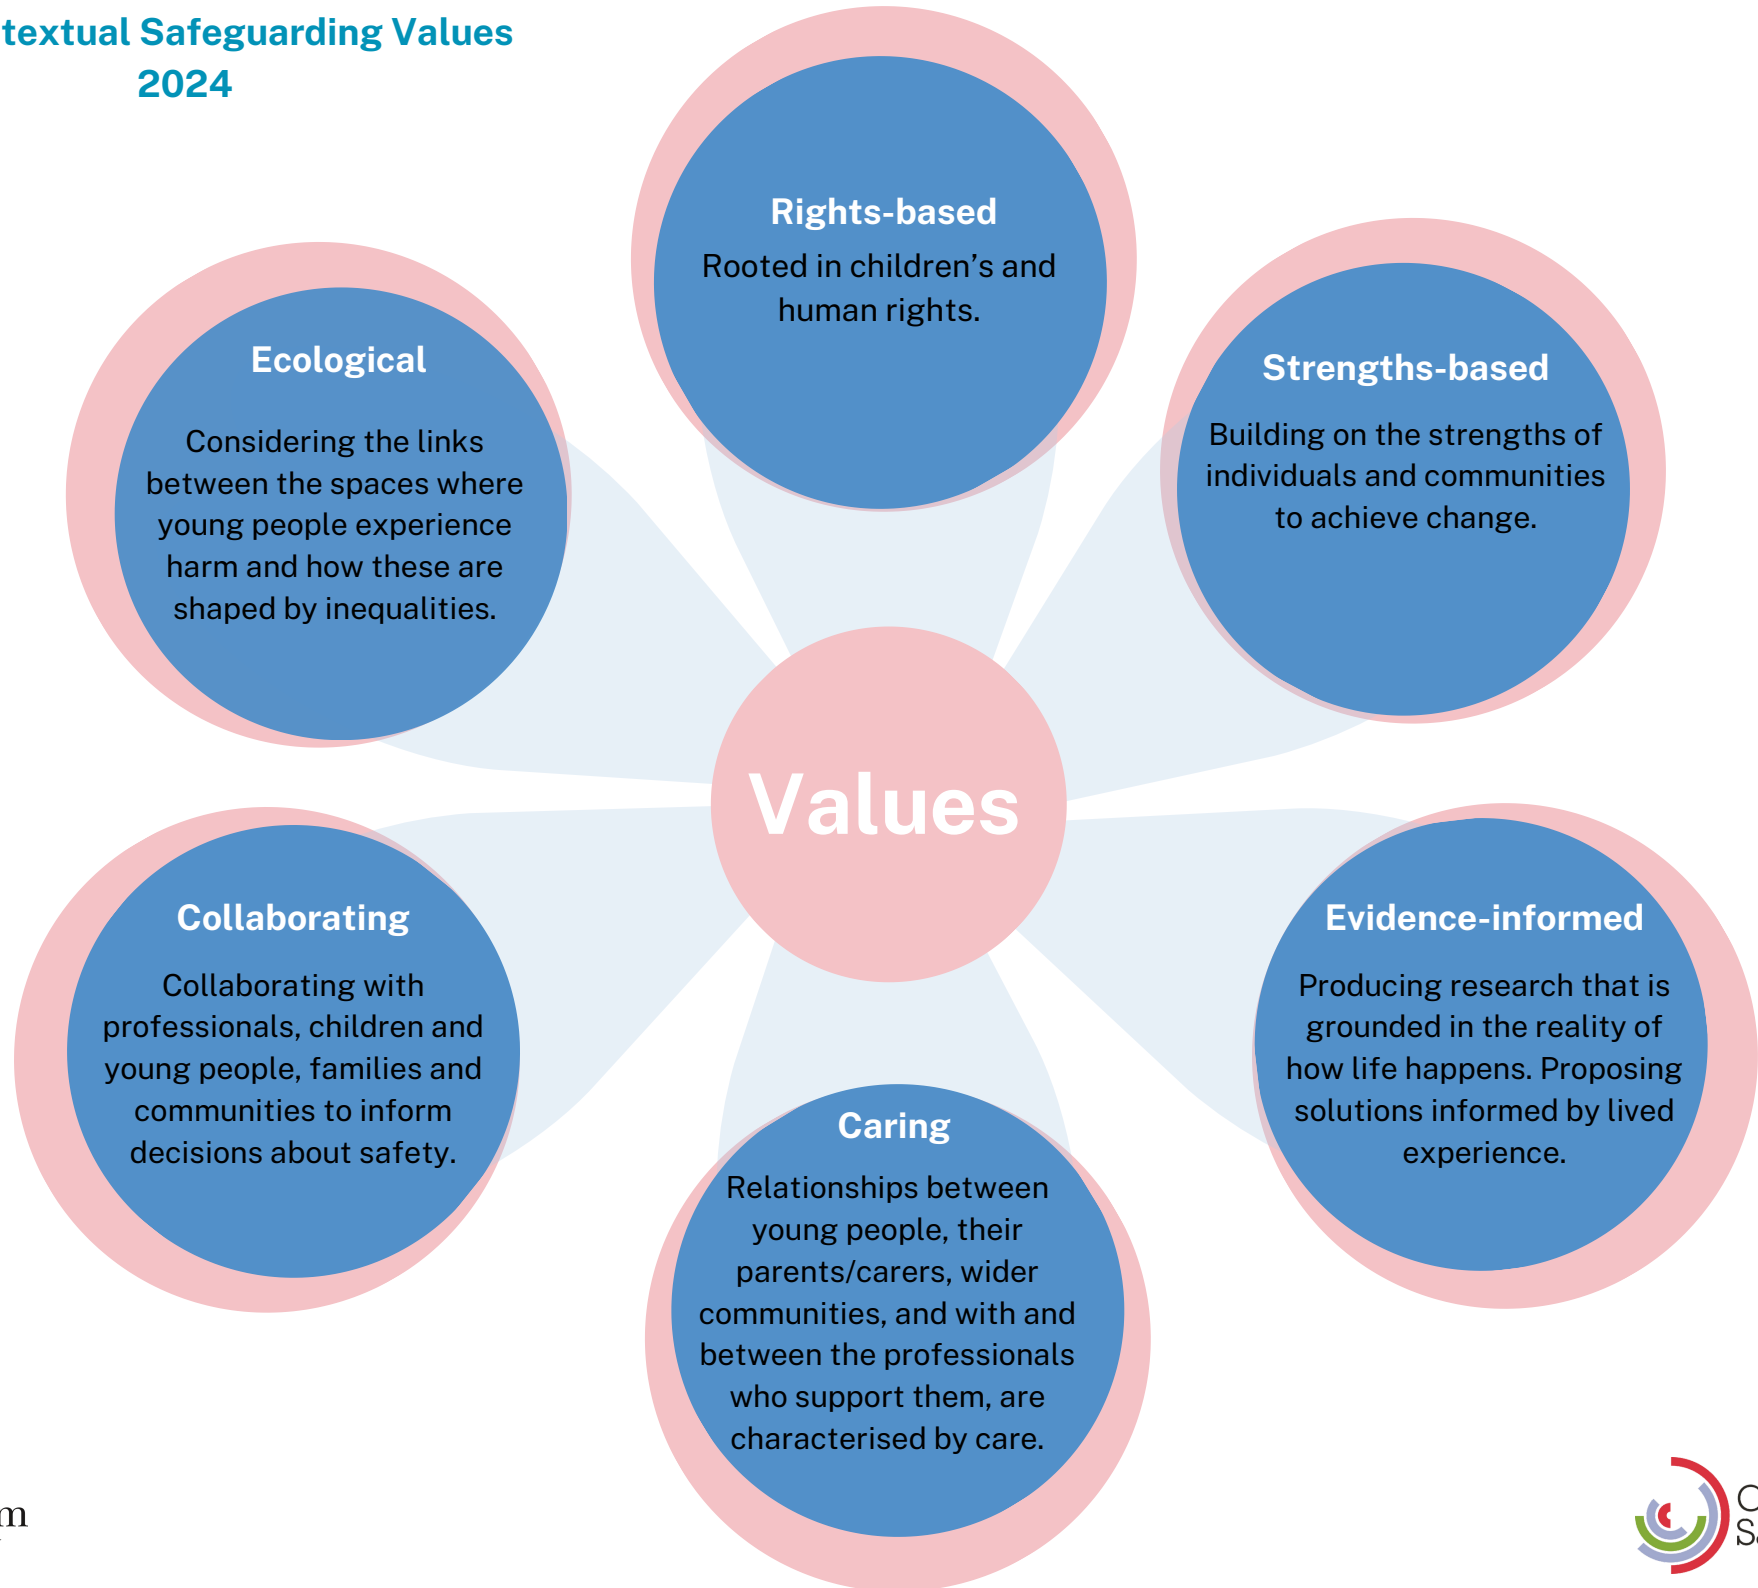 textual Safeguarding Values
2024
Rights-based
Rooted in children’s and
human rights.
Ecological
Considering the links
between the spaces where
young people experience
harm and how these are
shaped by inequalities.
Strengths-based
Building on the strengths of
individuals and communities
to achieve change.
Values
Collaborating
Collaborating with
professionals, children and
young people, families and
communities to inform
decisions about safety.
Evidence-informed
Producing research that is
grounded in the reality of
how life happens. Proposing
solutions informed by lived
experience.
Caring
Relationships between
young people, their
parents/carers, wider
communities, and with and
between the professionals
who support them, are
characterised by care.